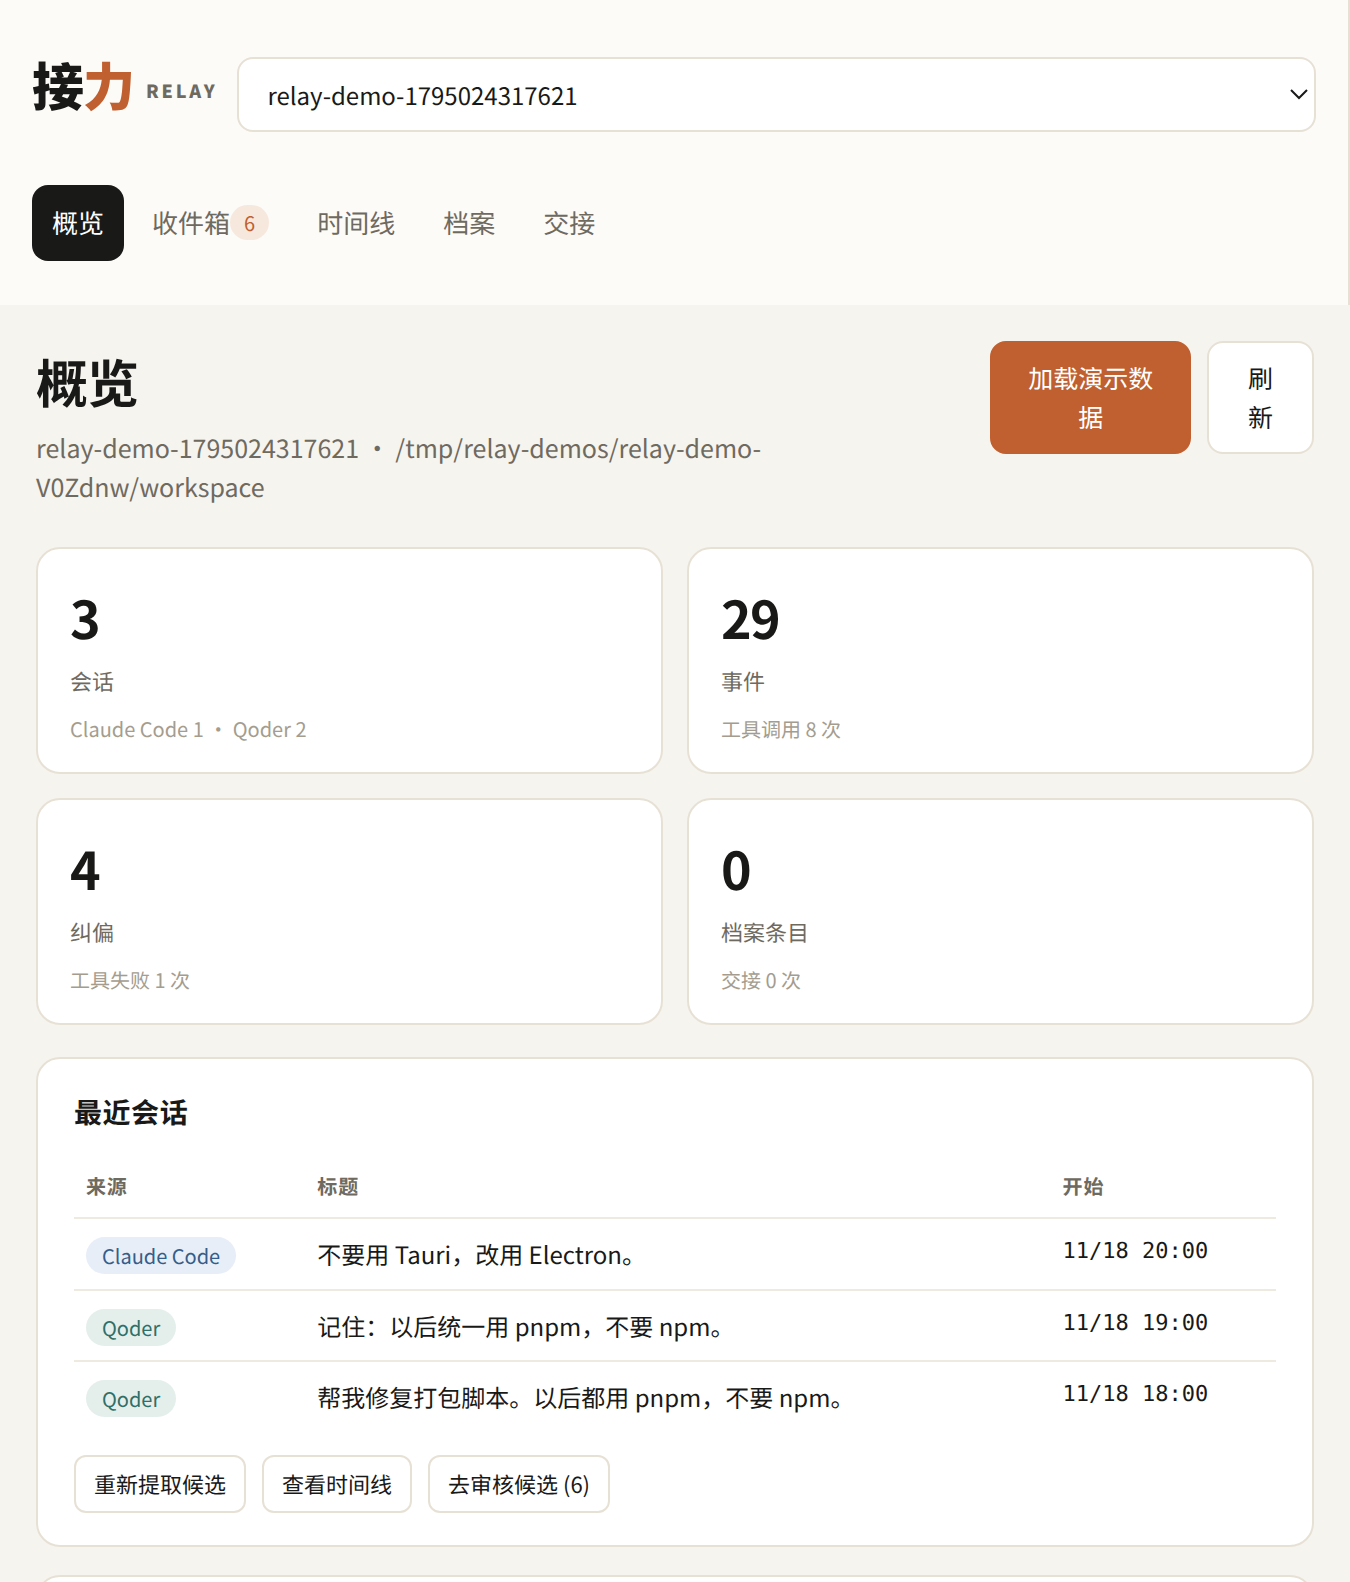 接力 RELAY
relay-demo-1795024317621
概览 收件箱 6 时间线 档案 交接
概览
加载演示数
据
刷
新
relay-demo-1795024317621 · /tmp/relay-demos/relay-demo-
V0Zdnw/workspace
3
会话
Claude Code 1 · Qoder 2
29
事件
工具调用 8 次
4
纠偏
工具失败 1 次
0
档案条目
交接 0 次
最近会话
来源 标题 开始
Claude Code 不要用 Tauri，改用 Electron。 11/18 20:00
Qoder 记住：以后统一用 pnpm，不要 npm。 11/18 19:00
Qoder 帮我修复打包脚本。以后都用 pnpm，不要 npm。 11/18 18:00
重新提取候选 查看时间线 去审核候选 (6)